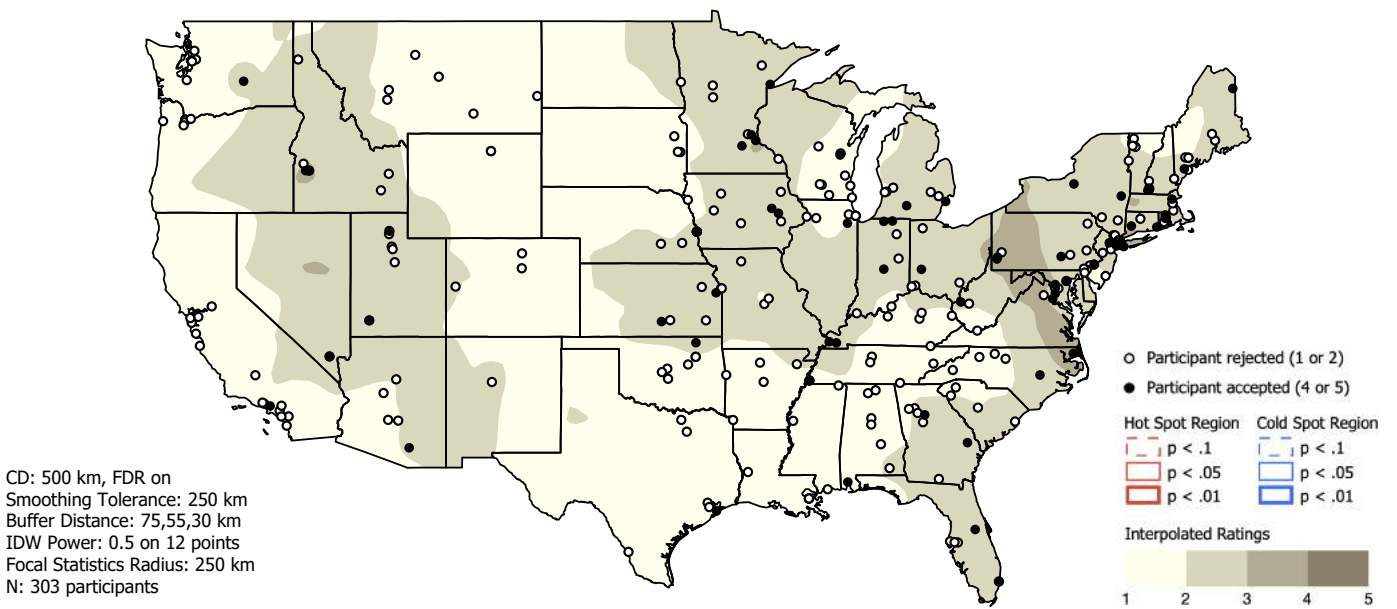 Participant rejected (1 or 2)
Participant accepted (4 or 5)
Hot Spot Region Cold Spot Region
p < .1 p < .1
p < .05 p < .05
p < .01 p < .01
Interpolated Ratings
1 2 3 4 5
CD: 500 km, FDR on
Smoothing Tolerance: 250 km
Buffer Distance: 75,55,30 km
IDW Power: 0.5 on 12 points
Focal Statistics Radius: 250 km
N: 303 participants